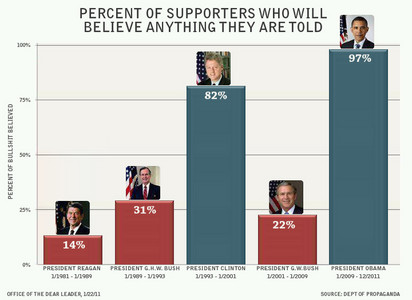 PERCENT OF SUPPORTERS WHO WILL
BELIEVE ANYTHING THEY ARE TOLD
PERCENT OF BULLSHIT BELIEVED
100%
75%
50%
25%
0%
14%
31%
82%
22%
97%
PRESIDENT REAGAN
1/1981 - 1/1989
PRESIDENT G.H.W. BUSH
1/1989 - 1/1993
PRESIDENT CLINTON
1/1993 - 1/2001
PRESIDENT G.W.BUSH
1/2001 - 1/2009
PRESIDENT OBAMA
1/2009 - 12/2011
OFFICE OF THE DEAR LEADER, 1/22/11
SOURCE: DEPT OF PROPAGANDA